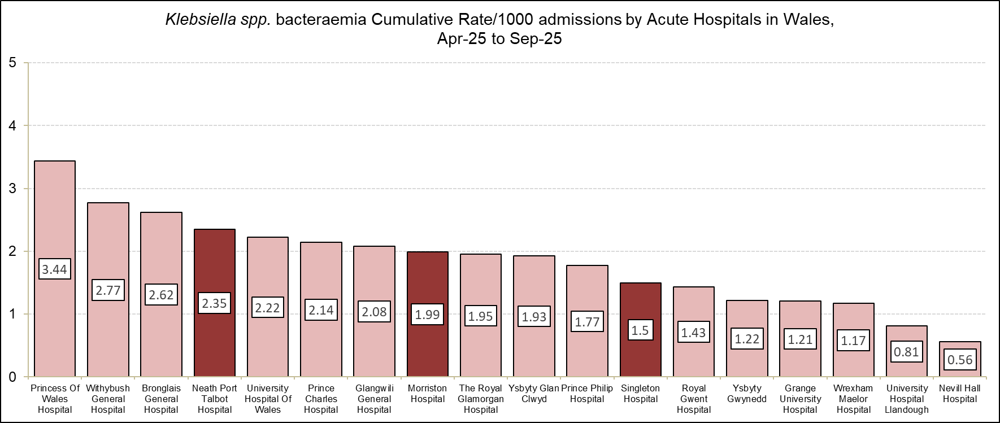 Klebsiella spp. bacteraemia Cumulative Rate/1000 admissions by Acute Hospitals in Wales,
Apr-25 to Sep-25
5
4
3
2
1
0
3.44
2.77
2.62
2.35
2.22
2.14
2.08
1.99
1.95
1.93
1.77
1.5
1.43
1.22
1.21
1.17
0.81
0.56
Princess Of
Wales
Hospital
Withybush
General
Hospital
Bronglais
General
Hospital
Neath Port
Talbot
Hospital
University
Hospital Of
Wales
Prince
Charles
Hospital
Glangwili
General
Hospital
Morriston
Hospital
The Royal
Glamorgan
Hospital
Ysbyty Glan
Clwyd
Prince Philip
Hospital
Singleton
Hospital
Royal
Gwent
Hospital
Ysbyty
Gwynedd
Grange
University
Hospital
Wrexham
Maelor
Hospital
University
Hospital
Llandough
Nevill Hall
Hospital